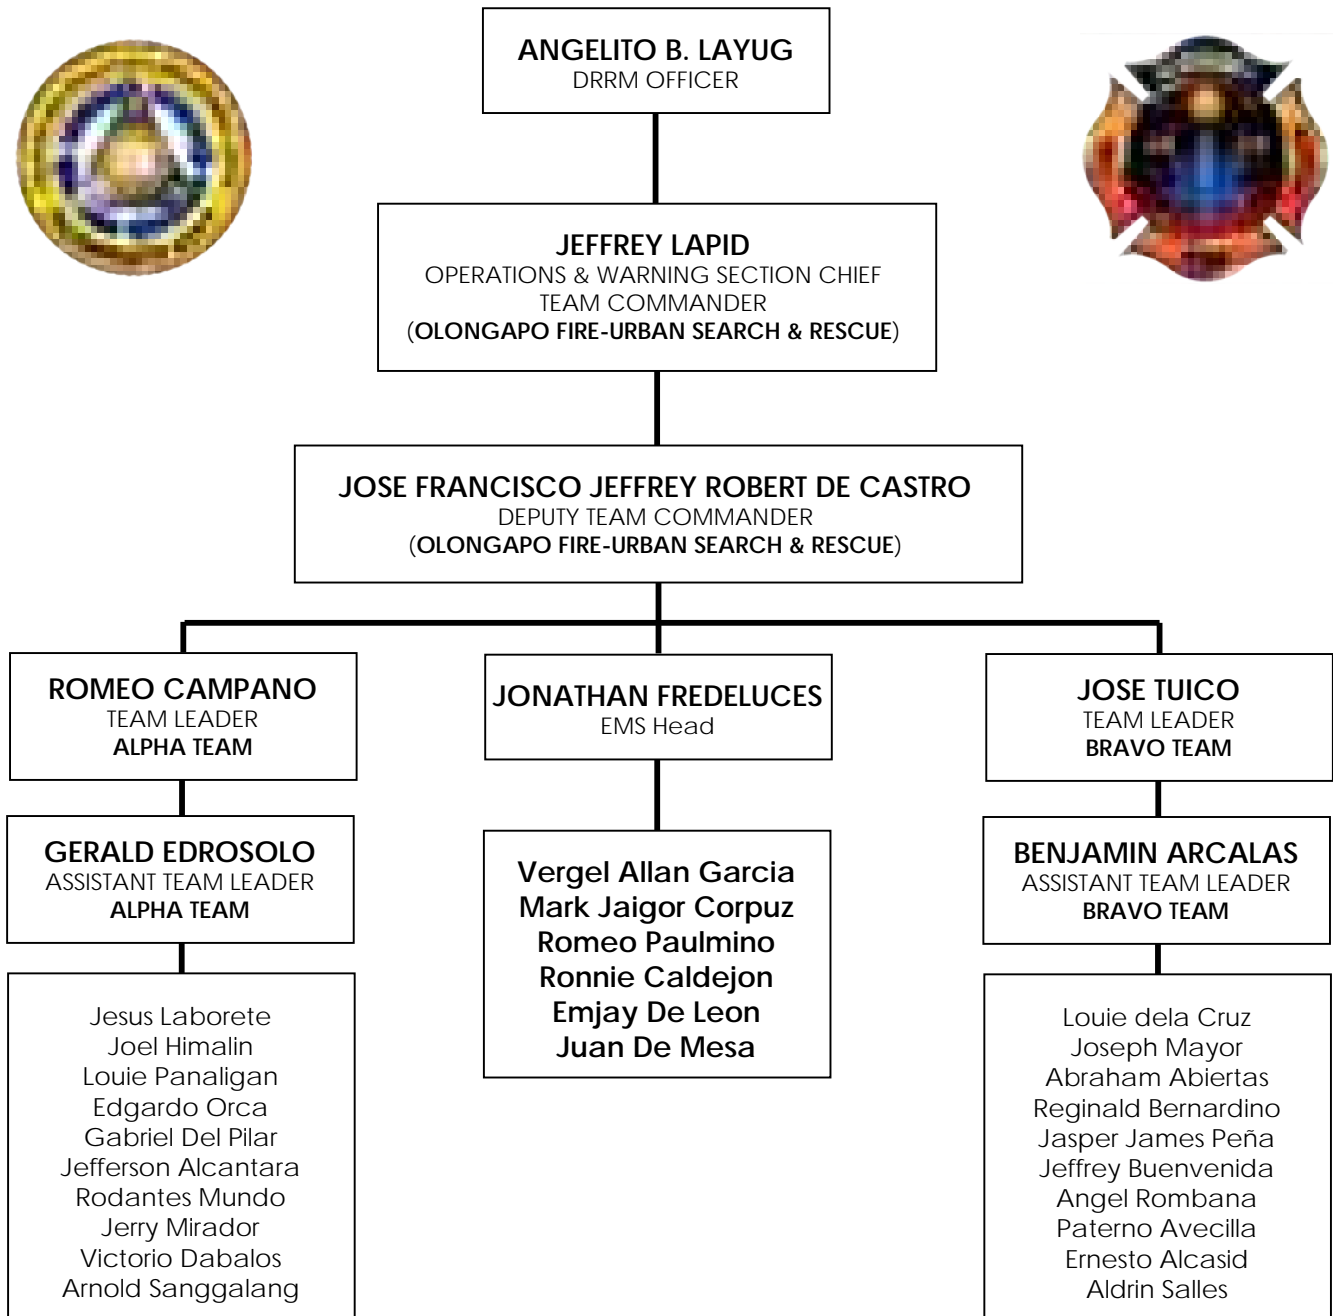 ANGELITO B. LAYUG
DRRM OFFICER
JEFFREY LAPID
OPERATIONS & WARNING SECTION CHIEF
TEAM COMMANDER
(OLONGAPO FIRE-URBAN SEARCH & RESCUE)
JOSE FRANCISCO JEFFREY ROBERT DE CASTRO
DEPUTY TEAM COMMANDER
(OLONGAPO FIRE-URBAN SEARCH & RESCUE)
ROMEO CAMPANO
TEAM LEADER
ALPHA TEAM
GERALD EDROSOLO
ASSISTANT TEAM LEADER
ALPHA TEAM
Jesus Laborete
Joel Himalin
Louie Panaligan
Edgardo Orca
Gabriel Del Pilar
Jefferson Alcantara
Rodantes Mundo
Jerry Mirador
Victorio Dabalos
Arnold Sanggalang
JONATHAN FREDELUCES
EMS Head
Vergel Allan Garcia
Mark Jaigor Corpuz
Romeo Paulmino
Ronnie Caldejon
Emjay De Leon
Juan De Mesa
JOSE TUICO
TEAM LEADER
BRAVO TEAM
BENJAMIN ARCALAS
ASSISTANT TEAM LEADER
BRAVO TEAM
Louie dela Cruz
Joseph Mayor
Abraham Abiertas
Reginald Bernardino
Jasper James Peña
Jeffrey Buenvenida
Angel Rombana
Paterno Avecilla
Ernesto Alcasid
Aldrin Salles